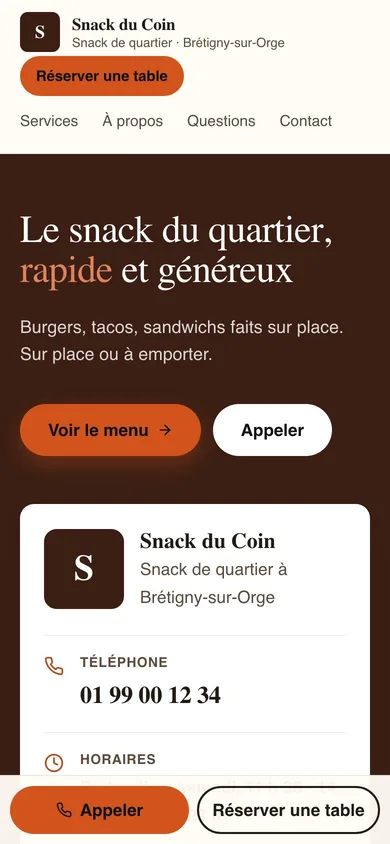 S
Snack du Coin
Snack de quartier · Brétigny-sur-Orge
Réserver une table
Services À propos Questions Contact
Le snack du quartier,
rapide et généreux
Burgers, tacos, sandwichs faits sur place.
Sur place ou à emporter.
Voir le menu → Appeler
S
Snack du Coin
Snack de quartier à
Brétigny-sur-Orge
TÉLÉPHONE
01 99 00 12 34
HORAIRES
Appeler Réserver une table